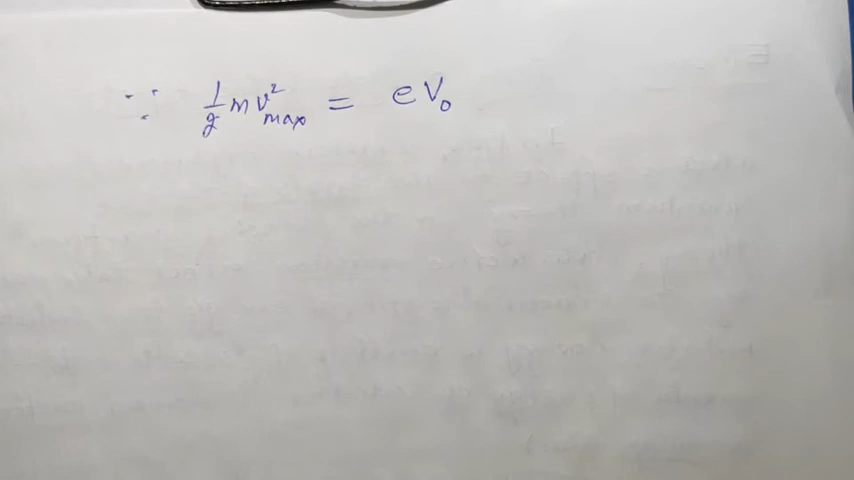 ∵ 1/2 mv²max = eV₀